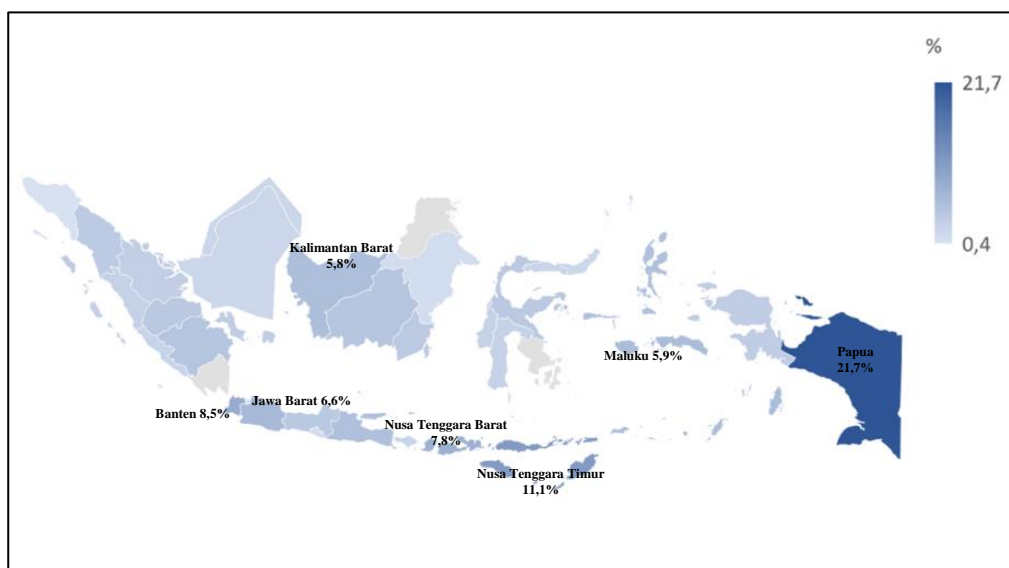 %
21,7
0,4
Kalimantan Barat
5,8%
Maluku 5,9%
Papua
21,7%
Jawa Barat 6,6%
Banten 8,5%
Nusa Tenggara Barat
7,8%
Nusa Tenggara Timur
11,1%